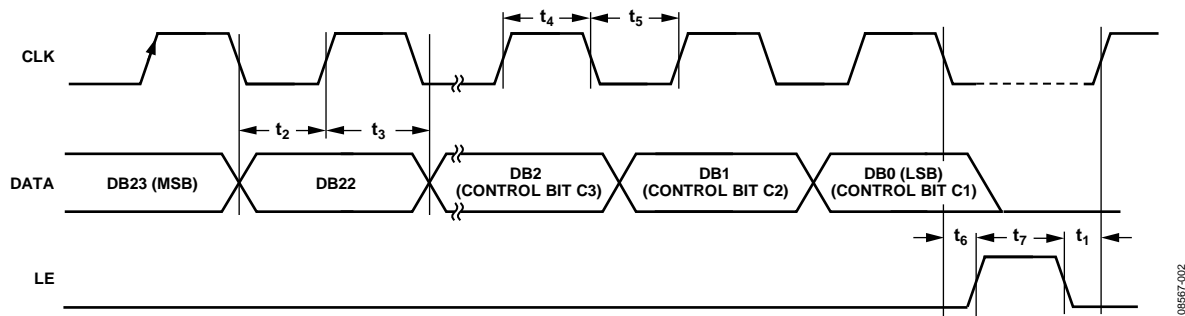 t4
t5
CLK
t2
t3
DATA
DB23 (MSB)
DB22
DB2
(CONTROL BIT C3)
DB1
(CONTROL BIT C2)
DB0 (LSB)
(CONTROL BIT C1)
t6
t7
t1
LE
08567-002